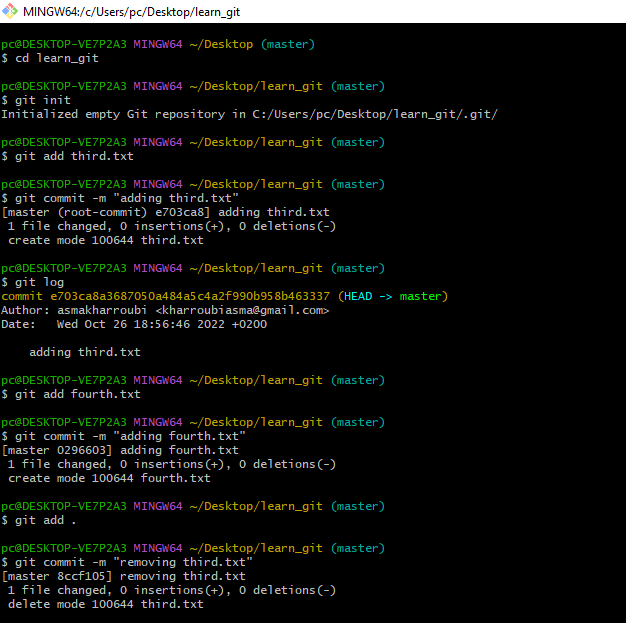 MINGW64:/c/Users/pc/Desktop/learn_git
pc@DESKTOP-VE7P2A3 MINGW64 ~/Desktop (master)
$ cd learn_git
pc@DESKTOP-VE7P2A3 MINGW64 ~/Desktop/learn_git (master)
$ git init
Initialized empty Git repository in C:/Users/pc/Desktop/learn_git/.git/
pc@DESKTOP-VE7P2A3 MINGW64 ~/Desktop/learn_git (master)
$ git add third.txt
pc@DESKTOP-VE7P2A3 MINGW64 ~/Desktop/learn_git (master)
$ git commit -m "adding third.txt"
[master (root-commit) e703ca8] adding third.txt
 1 file changed, 0 insertions(+), 0 deletions(-)
 create mode 100644 third.txt
pc@DESKTOP-VE7P2A3 MINGW64 ~/Desktop/learn_git (master)
$ git log
commit e703ca8a3687050a484a5c4a2f990b958b463337 (HEAD -> master)
Author: asmakharroubi <kharroubiasma@gmail.com>
Date:   Wed Oct 26 18:56:46 2022 +0200
    adding third.txt
pc@DESKTOP-VE7P2A3 MINGW64 ~/Desktop/learn_git (master)
$ git add fourth.txt
pc@DESKTOP-VE7P2A3 MINGW64 ~/Desktop/learn_git (master)
$ git commit -m "adding fourth.txt"
[master 0296603] adding fourth.txt
 1 file changed, 0 insertions(+), 0 deletions(-)
 create mode 100644 fourth.txt
pc@DESKTOP-VE7P2A3 MINGW64 ~/Desktop/learn_git (master)
$ git add .
pc@DESKTOP-VE7P2A3 MINGW64 ~/Desktop/learn_git (master)
$ git commit -m "removing third.txt"
[master 8ccf105] removing third.txt
 1 file changed, 0 insertions(+), 0 deletions(-)
 delete mode 100644 third.txt